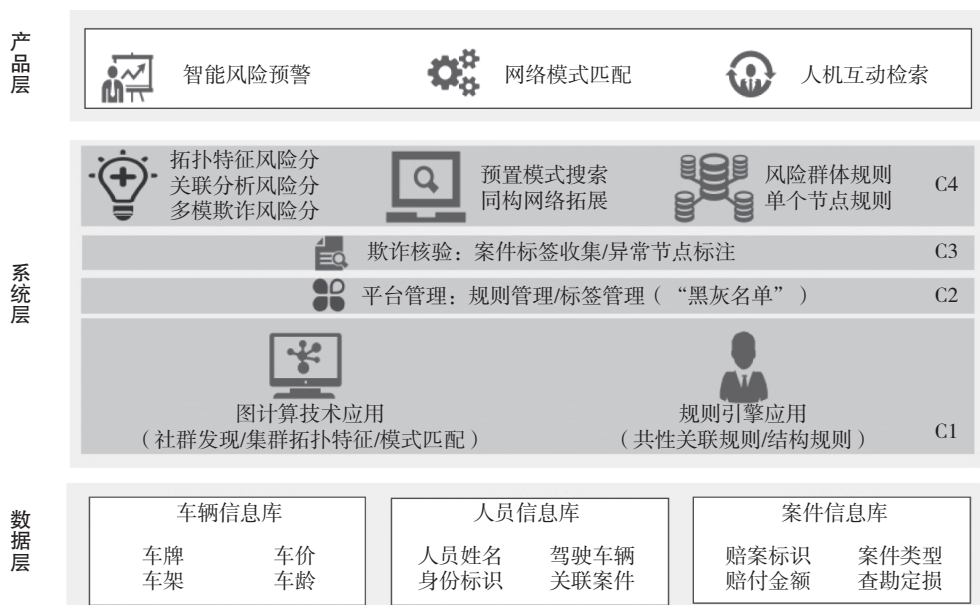 产品层
智能风险预警
网络模式匹配
人机互动检索
系统层
拓扑特征风险分
关联分析风险分
多模欺诈风险分
预置模式搜索
同构网络拓展
风险群体规则
单个节点规则
C4
欺诈核验：案件标签收集/异常节点标注
C3
平台管理：规则管理/标签管理（“黑灰名单”）
C2
图计算技术应用
（社群发现/集群拓扑特征/模式匹配）
规则引擎应用
（共性关联规则/结构规则）
C1
数据层
车辆信息库
车牌 车价
车架 车龄
人员信息库
人员姓名 驾驶车辆
身份标识 关联案件
案件信息库
赔案标识 案件类型
赔付金额 查勘定损